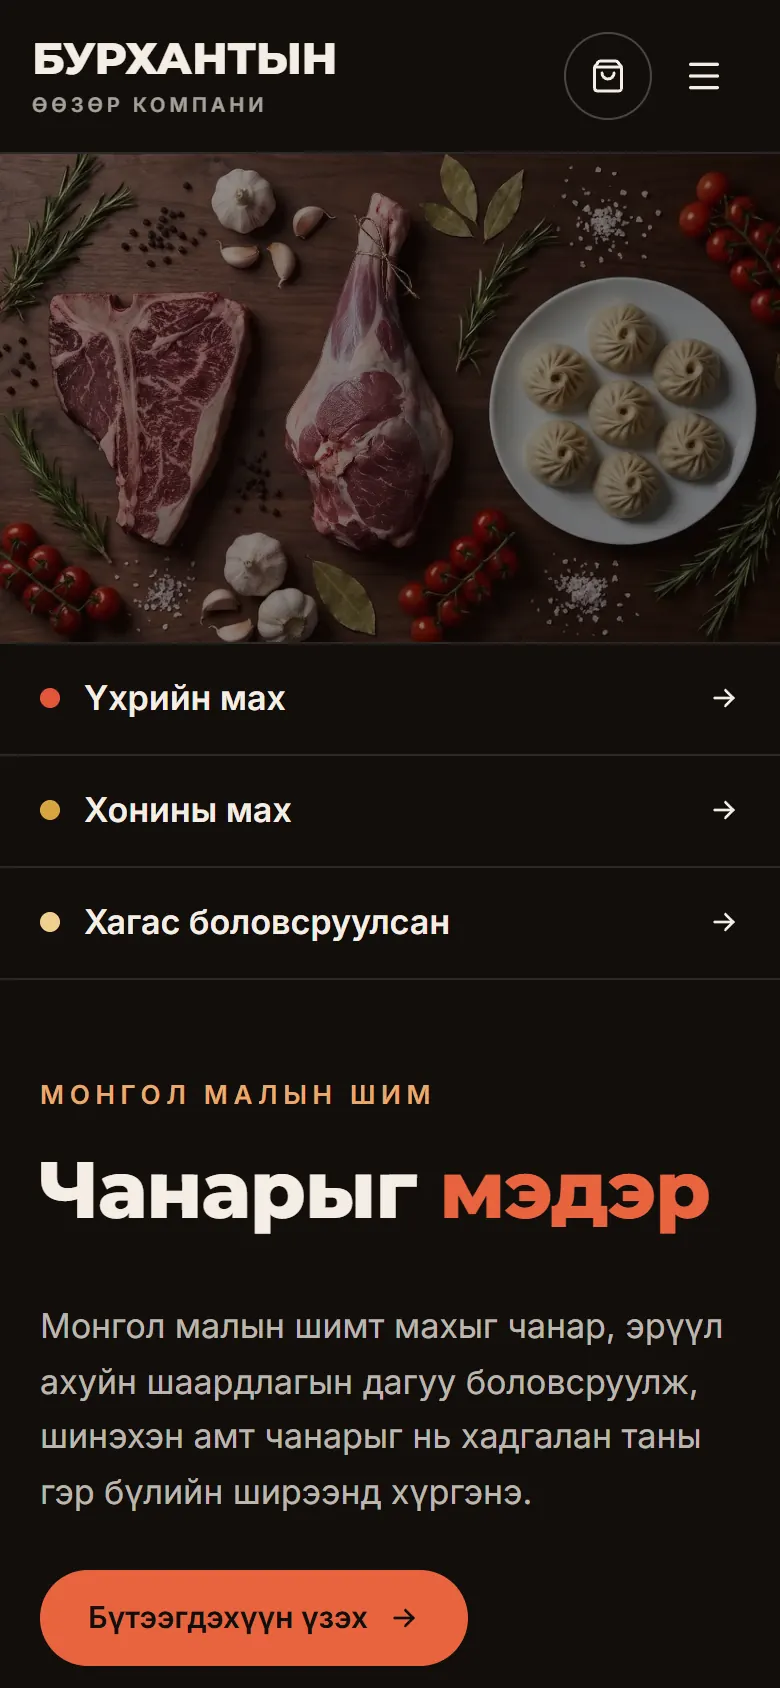 БУРХАНТЫН
ӨӨЗӨР КОМПАНИ
Үхрийн мах
Хонины мах
Хагас боловсруулсан
МОНГОЛ МАЛЫН ШИМ
Чанарыг мэдэр
Монгол малын шимт махыг чанар, эрүүл
ахуйн шаардлагын дагуу боловсруулж,
шинэхэн амт чанарыг нь хадгалан таны
гэр бүлийн ширээнд хүргэнэ.
Бүтээгдэхүүн үзэх